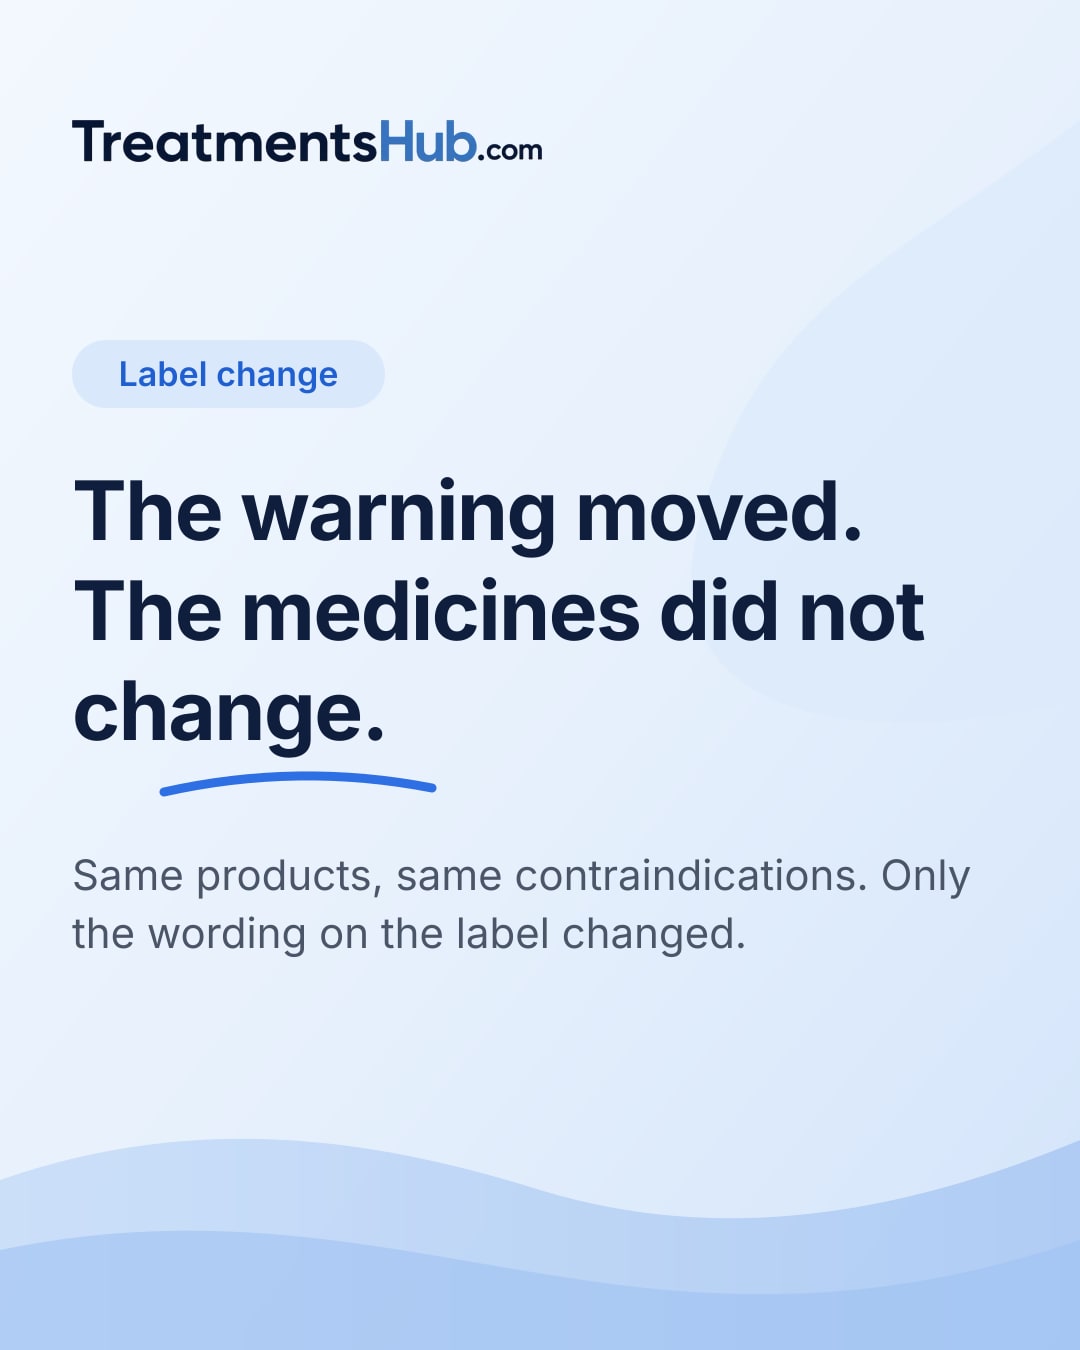 TreatmentsHub.com
Label change
The warning moved.
The medicines did not
change.
Same products, same contraindications. Only
the wording on the label changed.